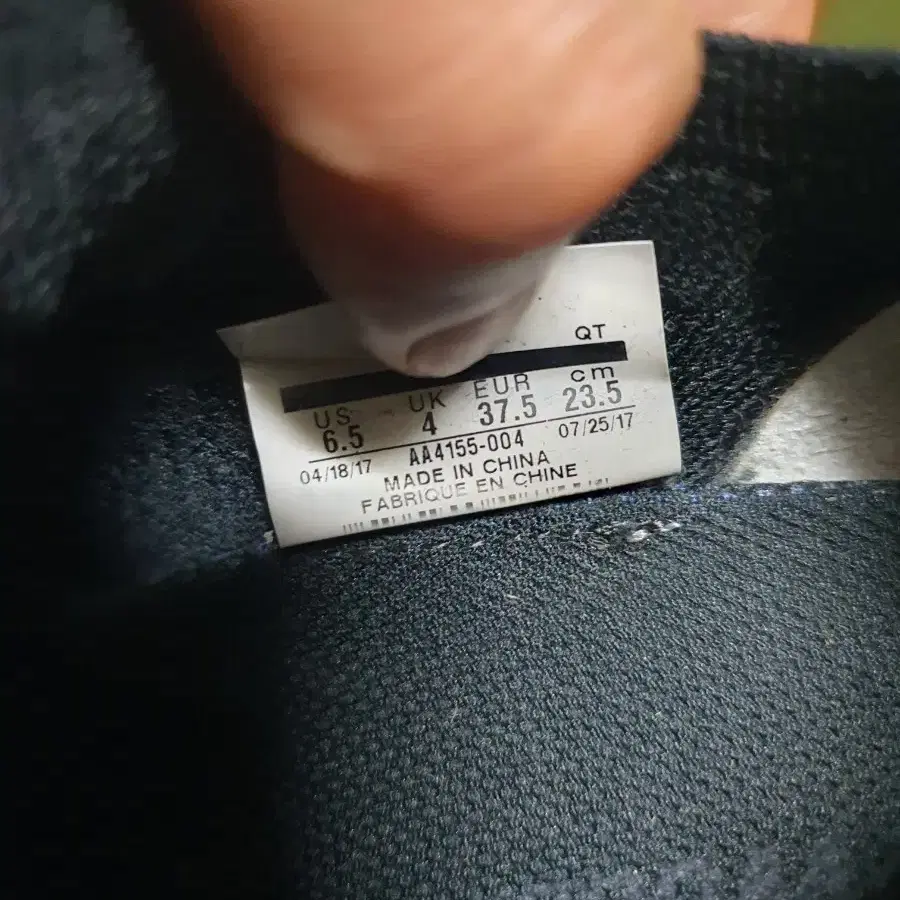 QT
US UK EUR cm
6.5 4 37.5 23.5
04/18/17 AA4155-004 07/25/17
MADE IN CHINA
FABRIQUE EN CHINE